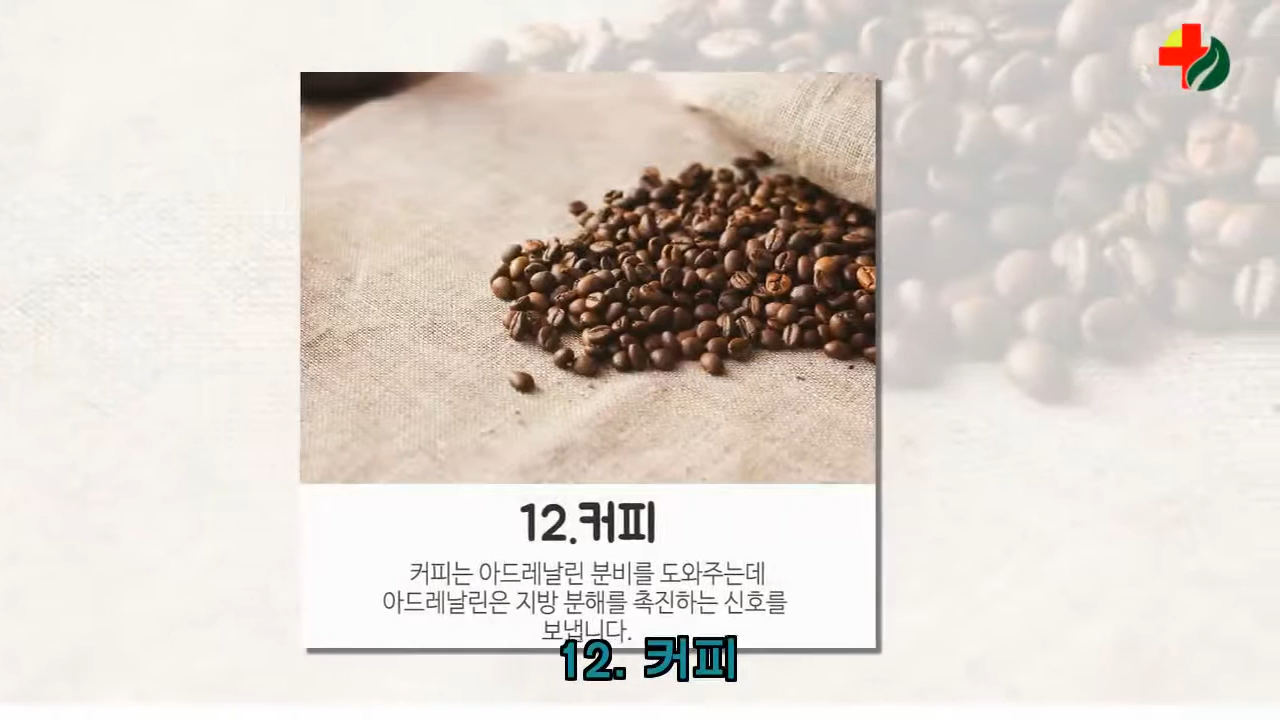 12.커피
커피는 아드레날린 분비를 도와주는데
아드레날린은 지방 분해를 촉진하는 신호를
보냅니다.
12. 커피